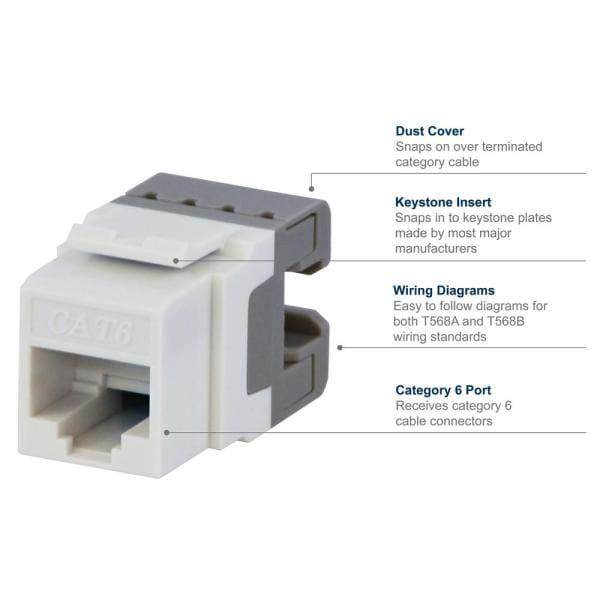 Dust Cover
Snaps on over terminated
category cable
Keystone Insert
Snaps in to keystone plates
made by most major
manufacturers
Wiring Diagrams
Easy to follow diagrams for
both T568A and T568B
wiring standards
CAT6
Category 6 Port
Receives category 6
cable connectors